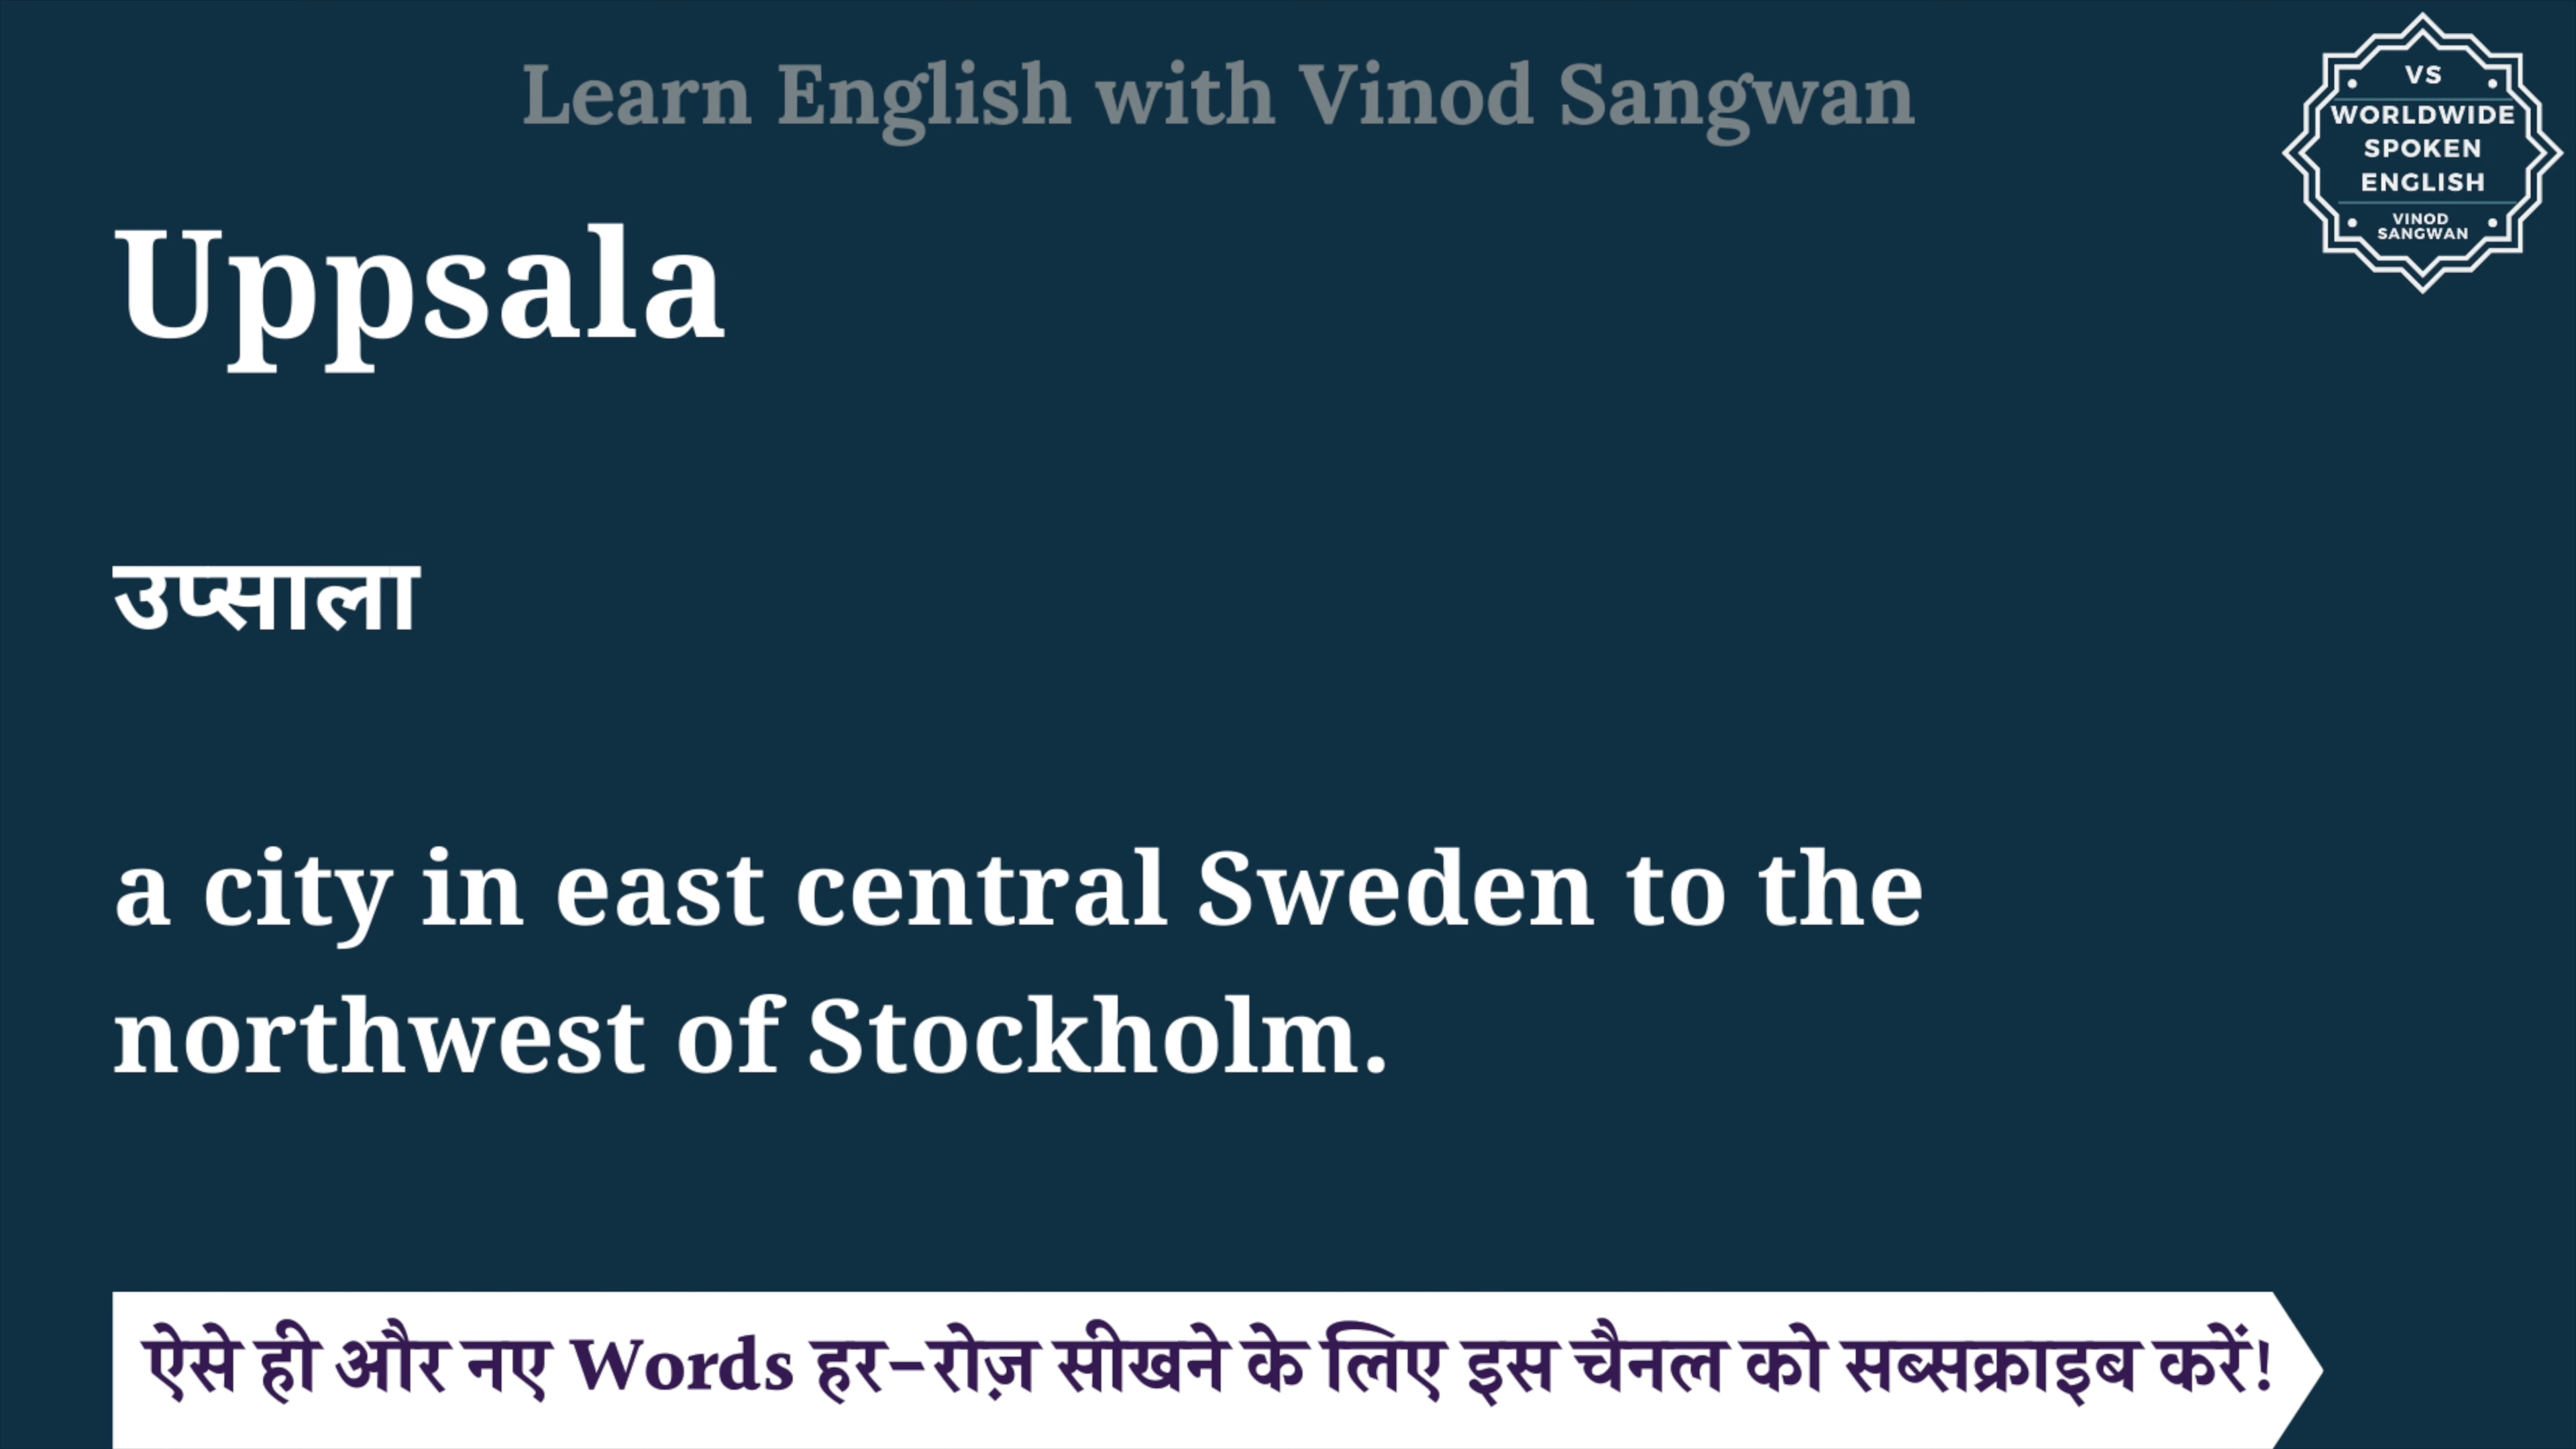 Learn English with Vinod Sangwan
VS
WORLDWIDE
SPOKEN
ENGLISH
VINOD
SANGWAN
Uppsala
उप्साला
a city in east central Sweden to the
northwest of Stockholm.
ऐसे ही और नए Words हर-रोज़ सीखने के लिए इस चैनल को सब्सक्राइब करें!